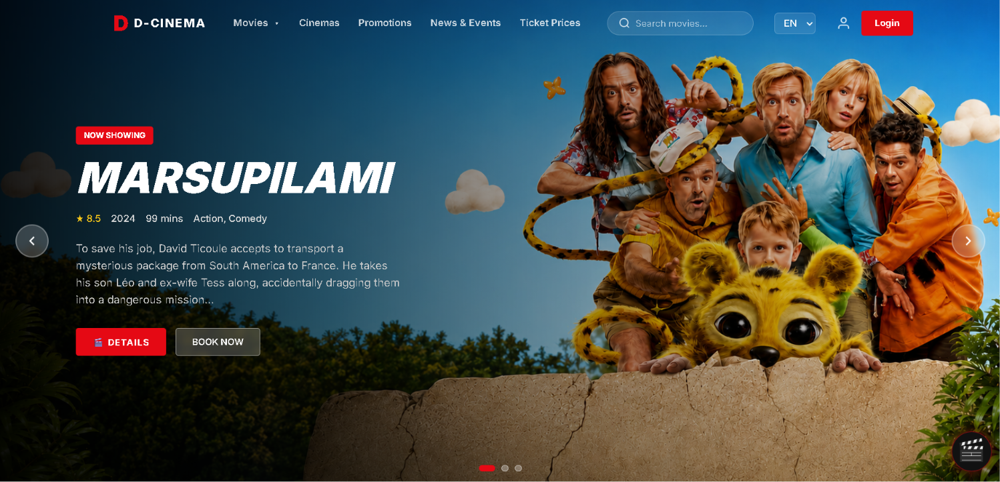 D D-CINEMA
Movies
Cinemas
Promotions
News & Events
Ticket Prices
Search movies...
EN
Login
NOW SHOWING
MARSUPILAMI
★ 8.5 2024 99 mins Action, Comedy
To save his job, David Ticoule accepts to transport a
mysterious package from South America to France. He takes
his son Léo and ex-wife Tess along, accidentally dragging them
into a dangerous mission...
DETAILS
BOOK NOW